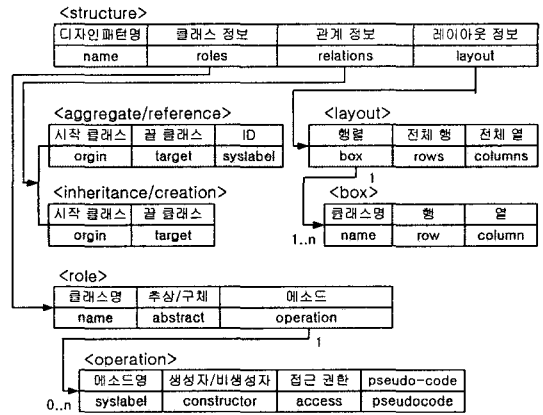 <structure>
디자인패턴명 클래스 정보 관계 정보 레이아웃 정보
name roles relations layout
<aggregate/reference>
시작 클래스 끝 클래스 ID
orgin target syslabel
<layout>
행렬 전체 행 전체 열
box rows columns
1
<inheritance/creation>
시작 클래스 끝 클래스
orgin target
<box>
클래스명 행 열
name row column
1..n
<role>
클래스명 추상/구체 메소드
name abstract operation
1
<operation>
메소드명 생성자/비생성자 접근 권한 pseudo-code
syslabel constructor access pseudocode
0..n